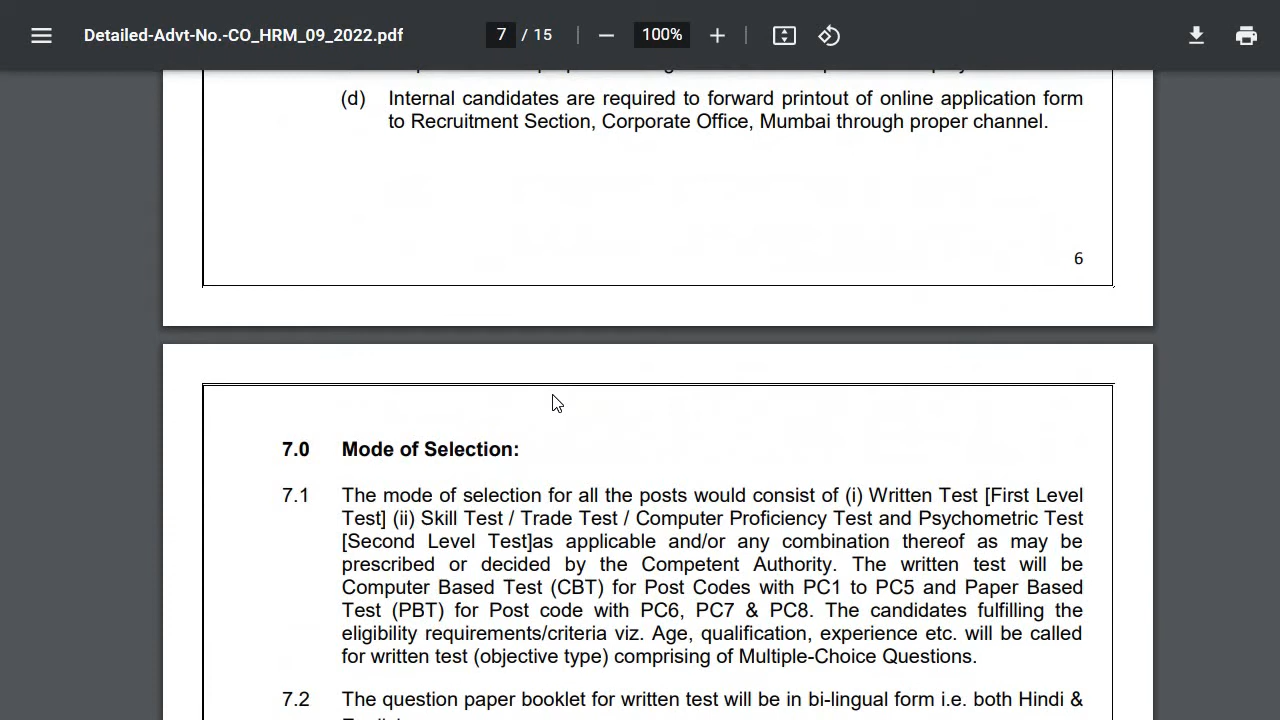 Detailed-Advt-No.-CO_HRM_09_2022.pdf 7 / 15 100%
(d) Internal candidates are required to forward printout of online application form
to Recruitment Section, Corporate Office, Mumbai through proper channel.
6
7.0 Mode of Selection:
7.1 The mode of selection for all the posts would consist of (i) Written Test [First Level
Test] (ii) Skill Test / Trade Test / Computer Proficiency Test and Psychometric Test
[Second Level Test]as applicable and/or any combination thereof as may be
prescribed or decided by the Competent Authority. The written test will be
Computer Based Test (CBT) for Post Codes with PC1 to PC5 and Paper Based
Test (PBT) for Post code with PC6, PC7 & PC8. The candidates fulfilling the
eligibility requirements/criteria viz. Age, qualification, experience etc. will be called
for written test (objective type) comprising of Multiple-Choice Questions.
7.2 The question paper booklet for written test will be in bi-lingual form i.e. both Hindi &